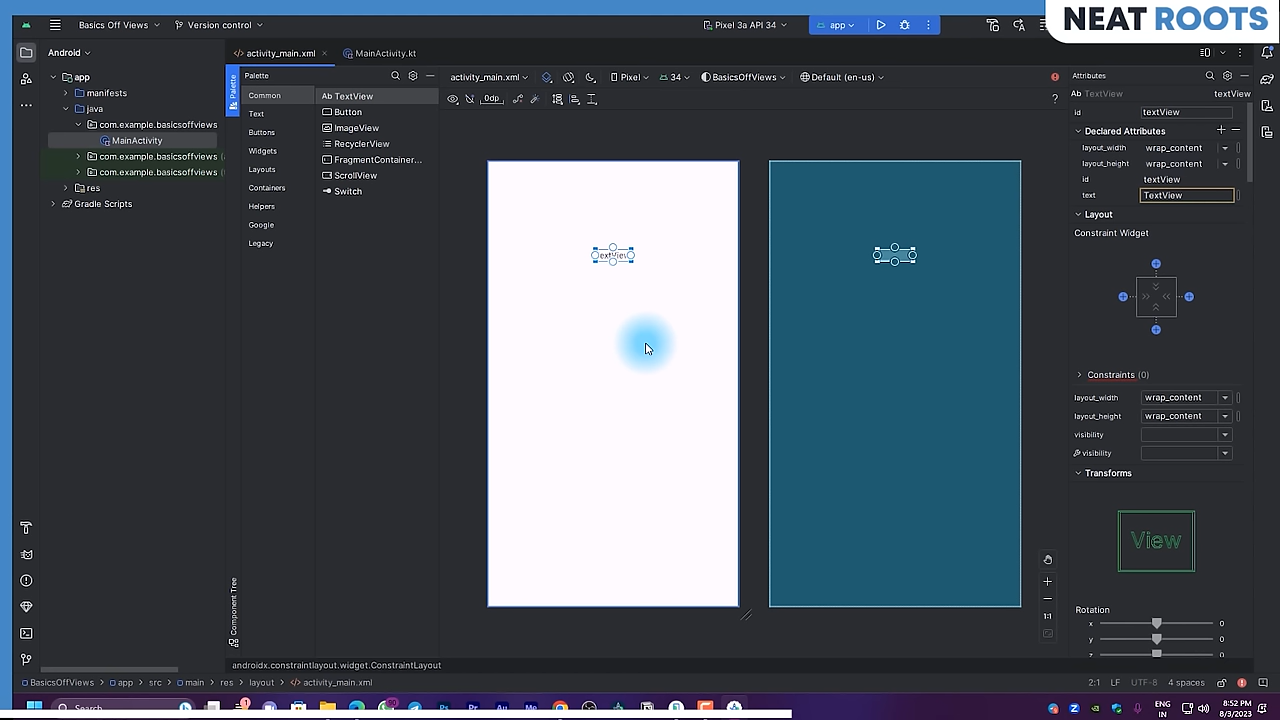 NEAT ROOTS
Basics Off Views
Version control
Pixel 3a API 34
app
Android
activity_main.xml
MainActivity.kt
app
manifests
java
com.example.basicsoffviews
MainActivity
com.example.basicsoffviews
com.example.basicsoffviews
res
Gradle Scripts
Palette
Component Tree
Palette
Common
Text
Buttons
Widgets
Layouts
Containers
Helpers
Google
Legacy
Ab TextView
Button
ImageView
RecyclerView
FragmentContainer...
ScrollView
Switch
activity_main.xml
Pixel
34
BasicsOffViews
Default (en-us)
0dp
?
1:1
Attributes
Ab TextView
textView
id
textView
Declared Attributes
layout_width
wrap_content
layout_height
wrap_content
id
textView
text
TextView
Layout
Constraint Widget
Constraints (0)
layout_width
wrap_content
layout_height
wrap_content
visibility
visibility
Transforms
View
Rotation
x
0
y
0
z
0
androidx.constraintlayout.widget.ConstraintLayout
BasicsOffViews
app
src
main
res
layout
activity_main.xml
2:1
LF
UTF-8
4 spaces
Search
ENG
IN
8:52 PM
8/3/2023